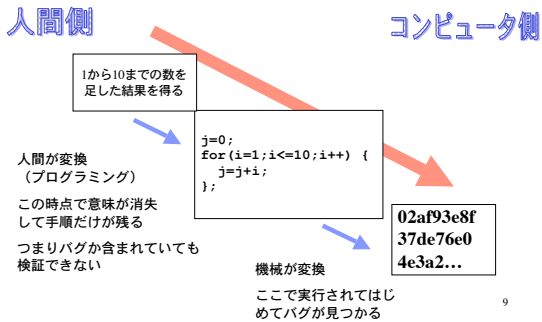 人間側
コンピュータ側
1から10までの数を
足した結果を得る
j=0;
for(i=1;i<=10;i++) {
j=j+i;
};
人間が変換
（プログラミング）
この時点で意味が消失
して手順だけが残る
つまりバグか含まれていても
検証できない
02af93e8f
37de76e0
4e3a2…
機械が変換
ここで実行されてはじ
めてバグが見つかる
9